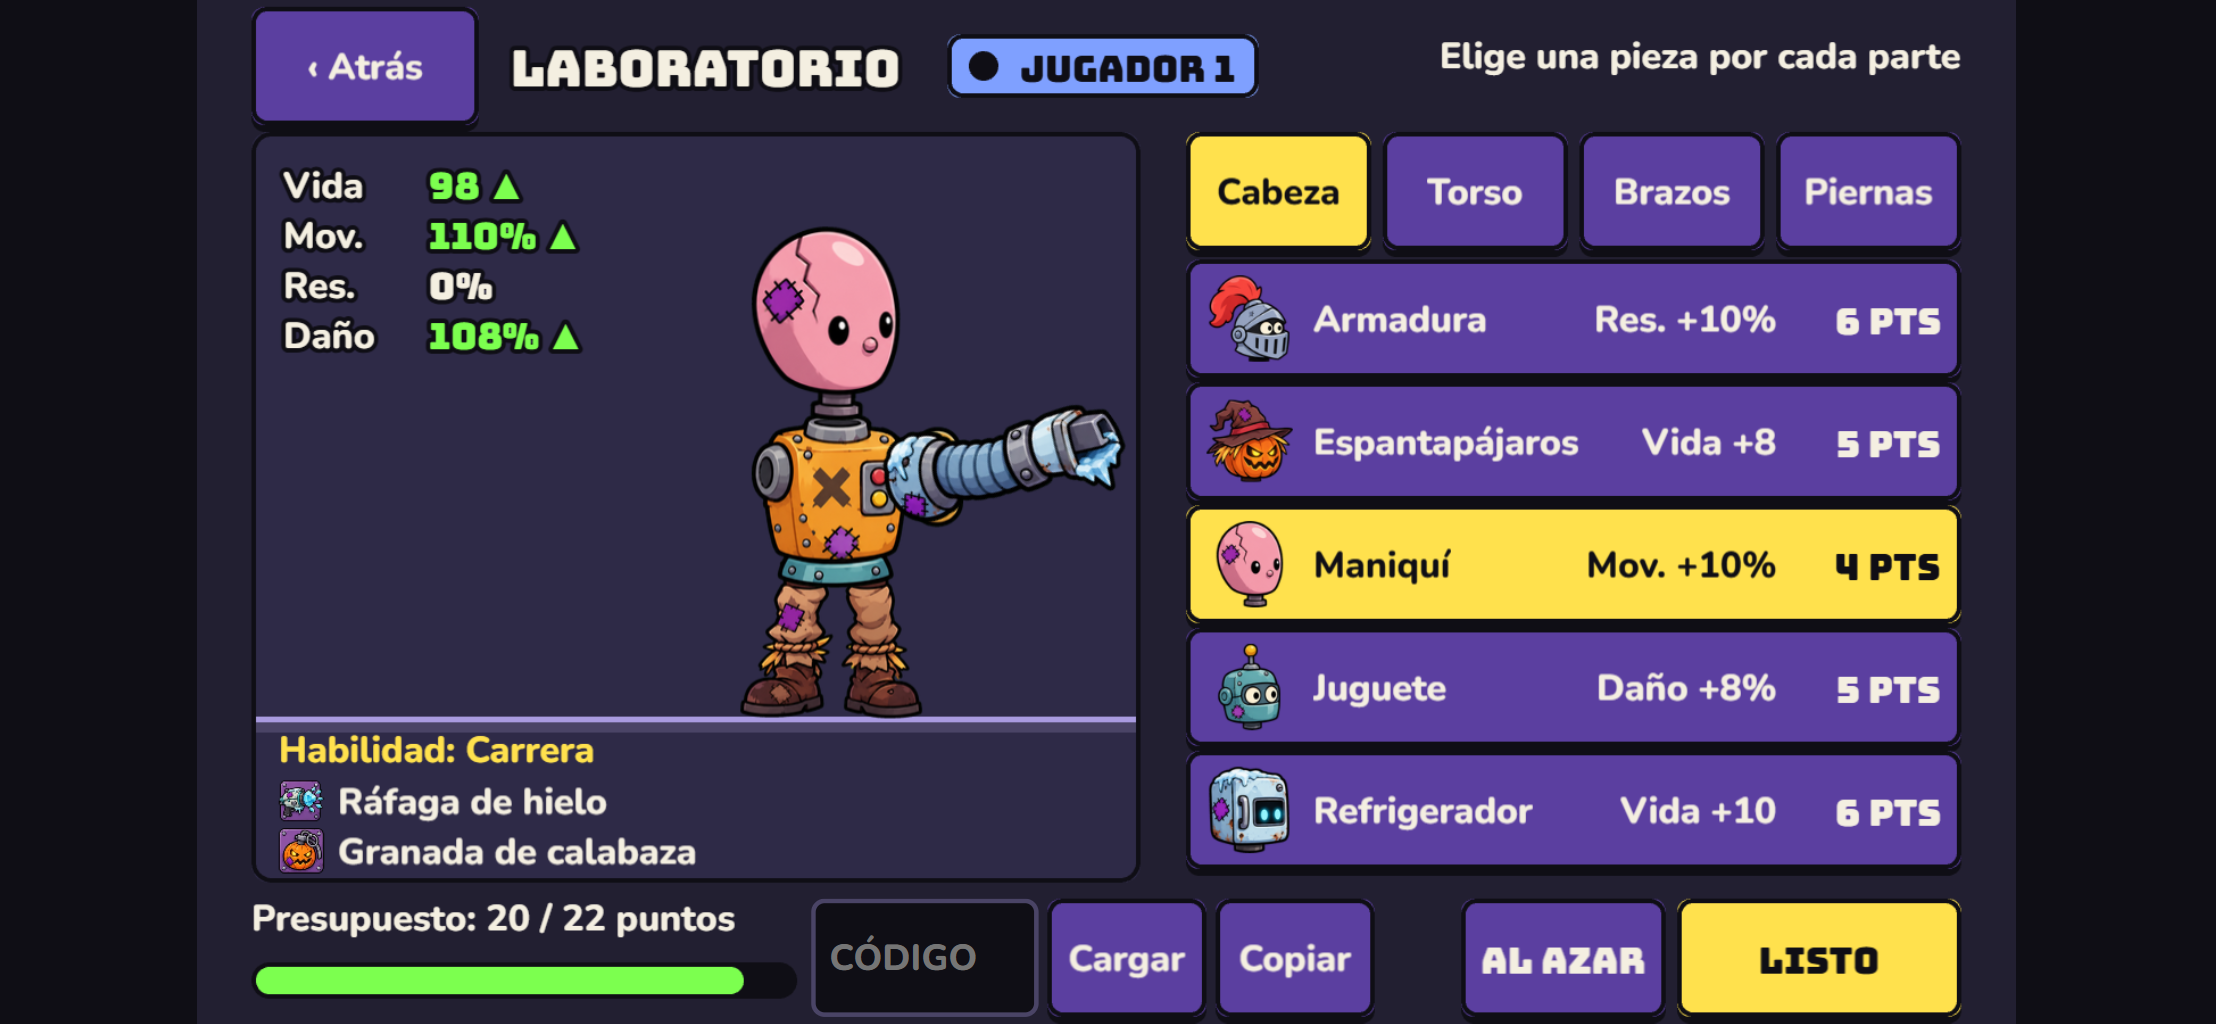 ‹ Atrás
LABORATORIO
JUGADOR 1
Elige una pieza por cada parte
Vida 98 ▲
Mov. 110% ▲
Res. 0%
Daño 108% ▲
Habilidad: Carrera
Ráfaga de hielo
Granada de calabaza
Cabeza Torso Brazos Piernas
Armadura Res. +10% 6 PTS
Espantapájaros Vida +8 5 PTS
Maniquí Mov. +10% 4 PTS
Juguete Daño +8% 5 PTS
Refrigerador Vida +10 6 PTS
Presupuesto: 20 / 22 puntos
CÓDIGO
Cargar
Copiar
AL AZAR
LISTO